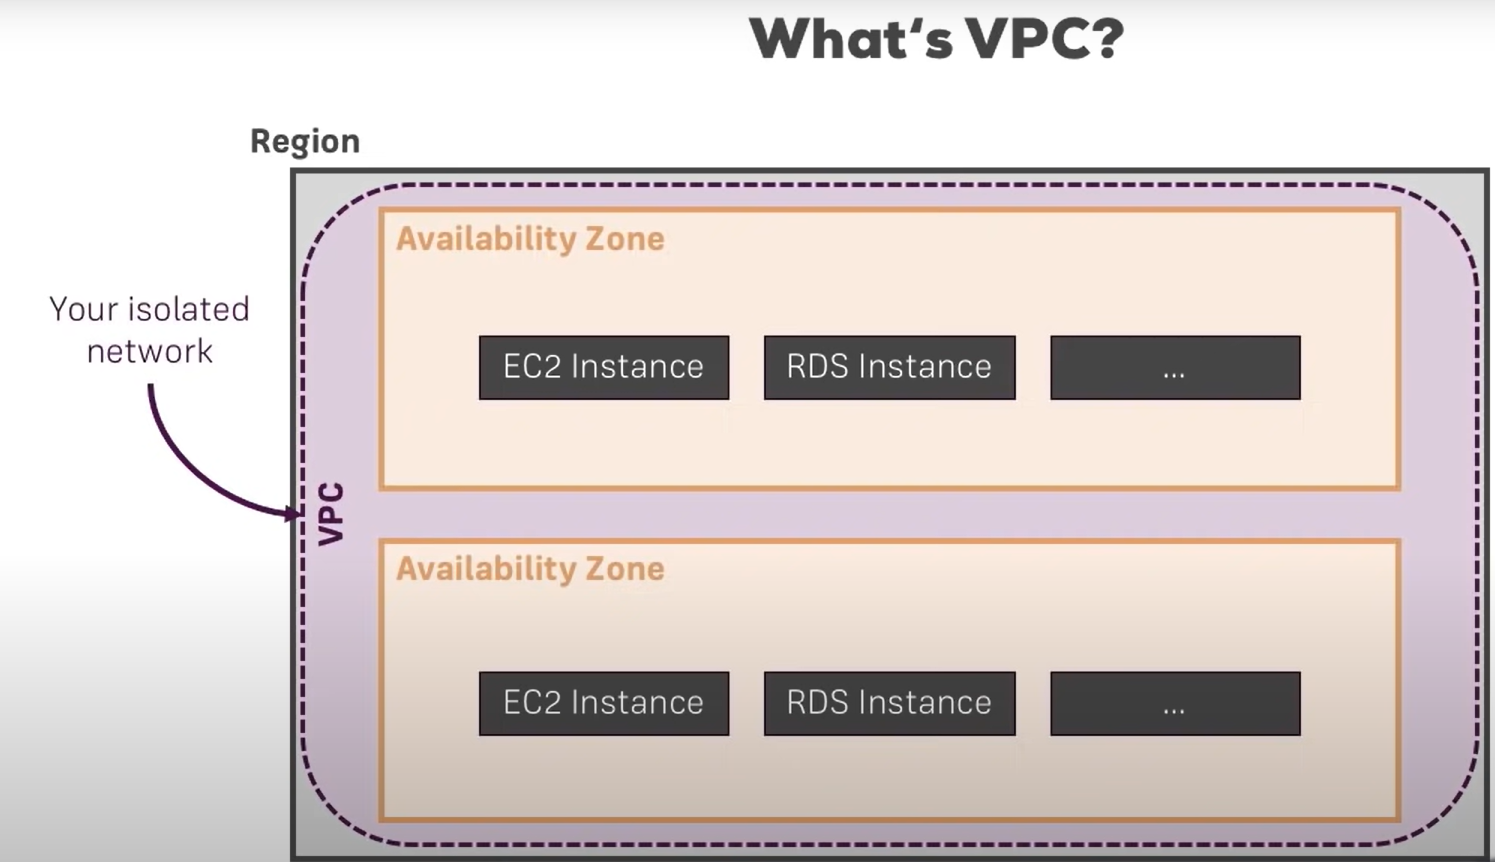 What‘s VPC?
Region
Availability Zone
Your isolated
network
EC2 Instance
RDS Instance
...
VPC
Availability Zone
EC2 Instance
RDS Instance
...